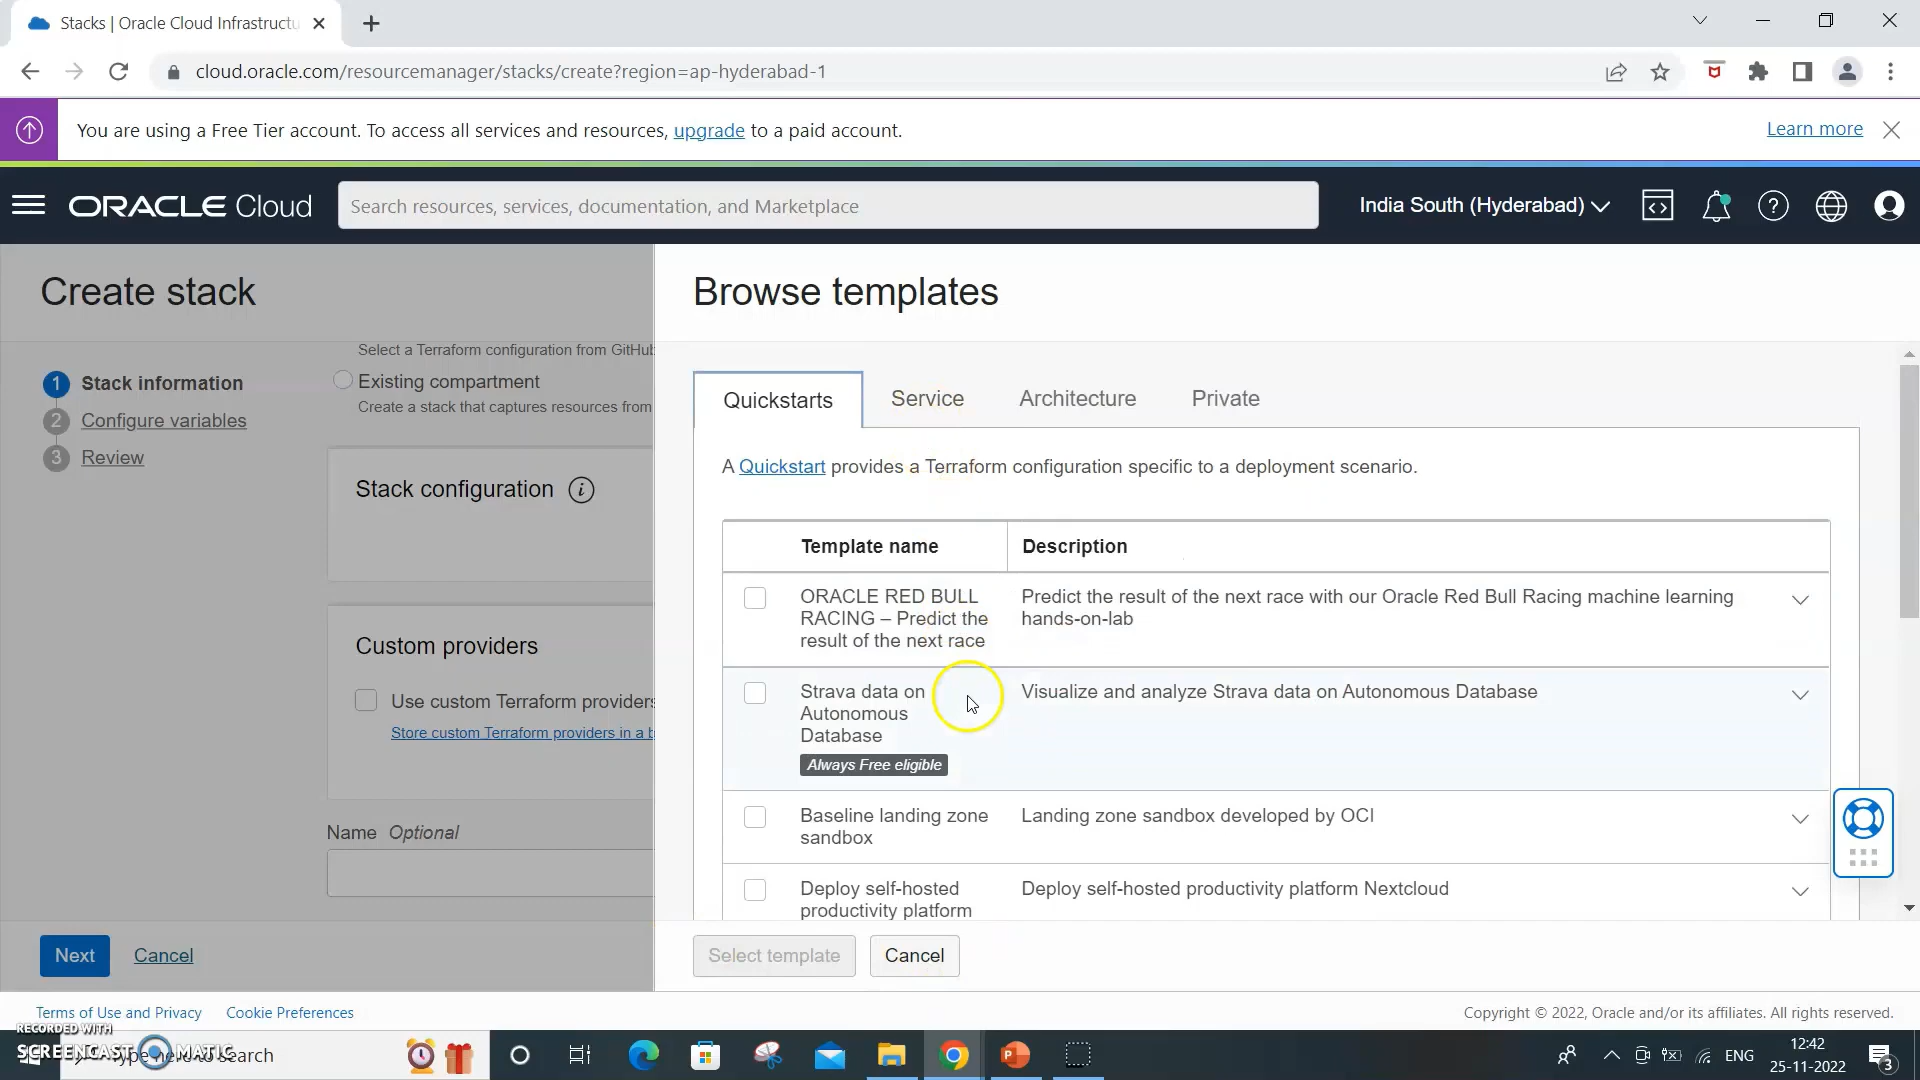 Stacks | Oracle Cloud Infrastructu
cloud.oracle.com/resourcemanager/stacks/create?region=ap-hyderabad-1
You are using a Free Tier account. To access all services and resources, upgrade to a paid account.
Learn more
ORACLE Cloud
Search resources, services, documentation, and Marketplace
India South (Hyderabad)
Create stack
1 Stack information
2 Configure variables
3 Review
Select a Terraform configuration from GitHub
Existing compartment
Create a stack that captures resources from
Stack configuration
Custom providers
Use custom Terraform providers
Store custom Terraform providers in a b
Name Optional
Next
Cancel
Browse templates
Quickstarts
Service
Architecture
Private
A Quickstart provides a Terraform configuration specific to a deployment scenario.
Template name
Description
ORACLE RED BULL
RACING – Predict the
result of the next race
Predict the result of the next race with our Oracle Red Bull Racing machine learning
hands-on-lab
Strava data on
Autonomous
Database
Always Free eligible
Visualize and analyze Strava data on Autonomous Database
Baseline landing zone
sandbox
Landing zone sandbox developed by OCI
Deploy self-hosted
productivity platform
Deploy self-hosted productivity platform Nextcloud
Select template
Cancel
Terms of Use and Privacy
Cookie Preferences
Copyright © 2022, Oracle and/or its affiliates. All rights reserved.
RECORDED WITH
SCREENCAST MATIC
Type here to search
ENG
12:42
25-11-2022
3